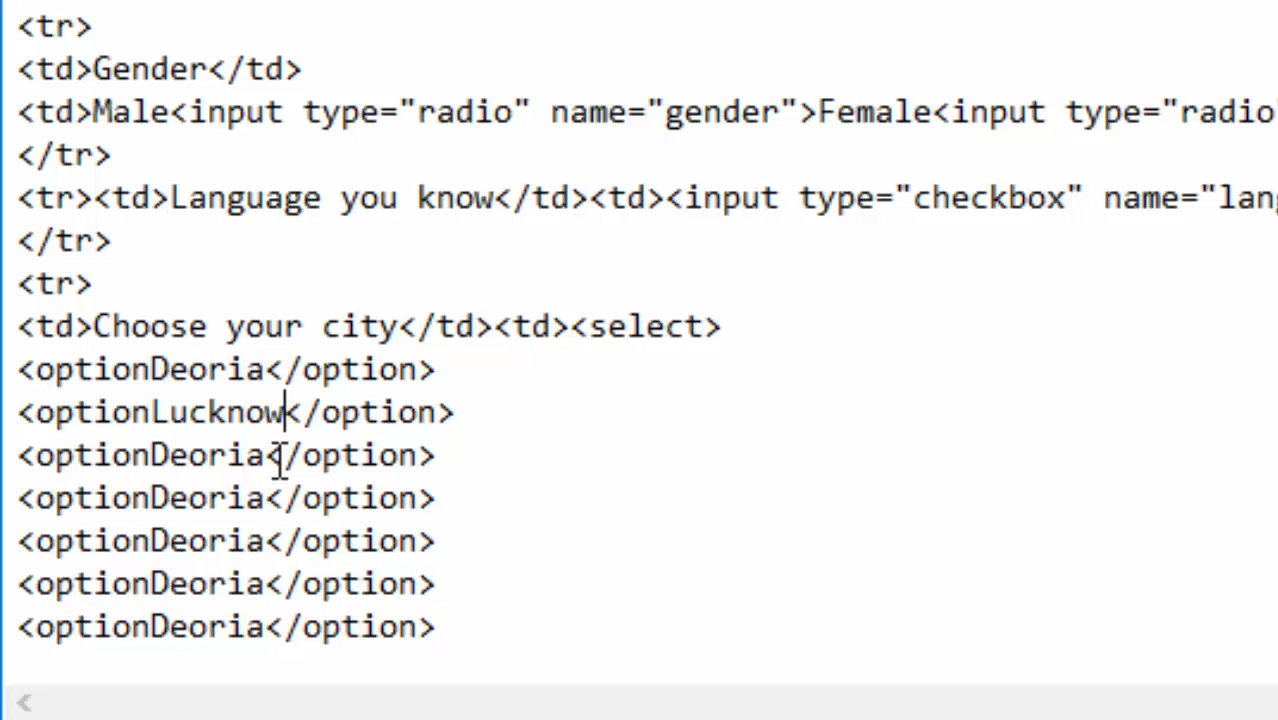 <tr>
<td>Gender</td>
<td>Male<input type="radio" name="gender">Female<input type="radio"
</tr>
<tr><td>Language you know</td><td><input type="checkbox" name="lang
</tr>
<tr>
<td>Choose your city</td><td><select>
<optionDeoria</option>
<optionLucknow</option>
<optionDeoria</option>
<optionDeoria</option>
<optionDeoria</option>
<optionDeoria</option>
<optionDeoria</option>